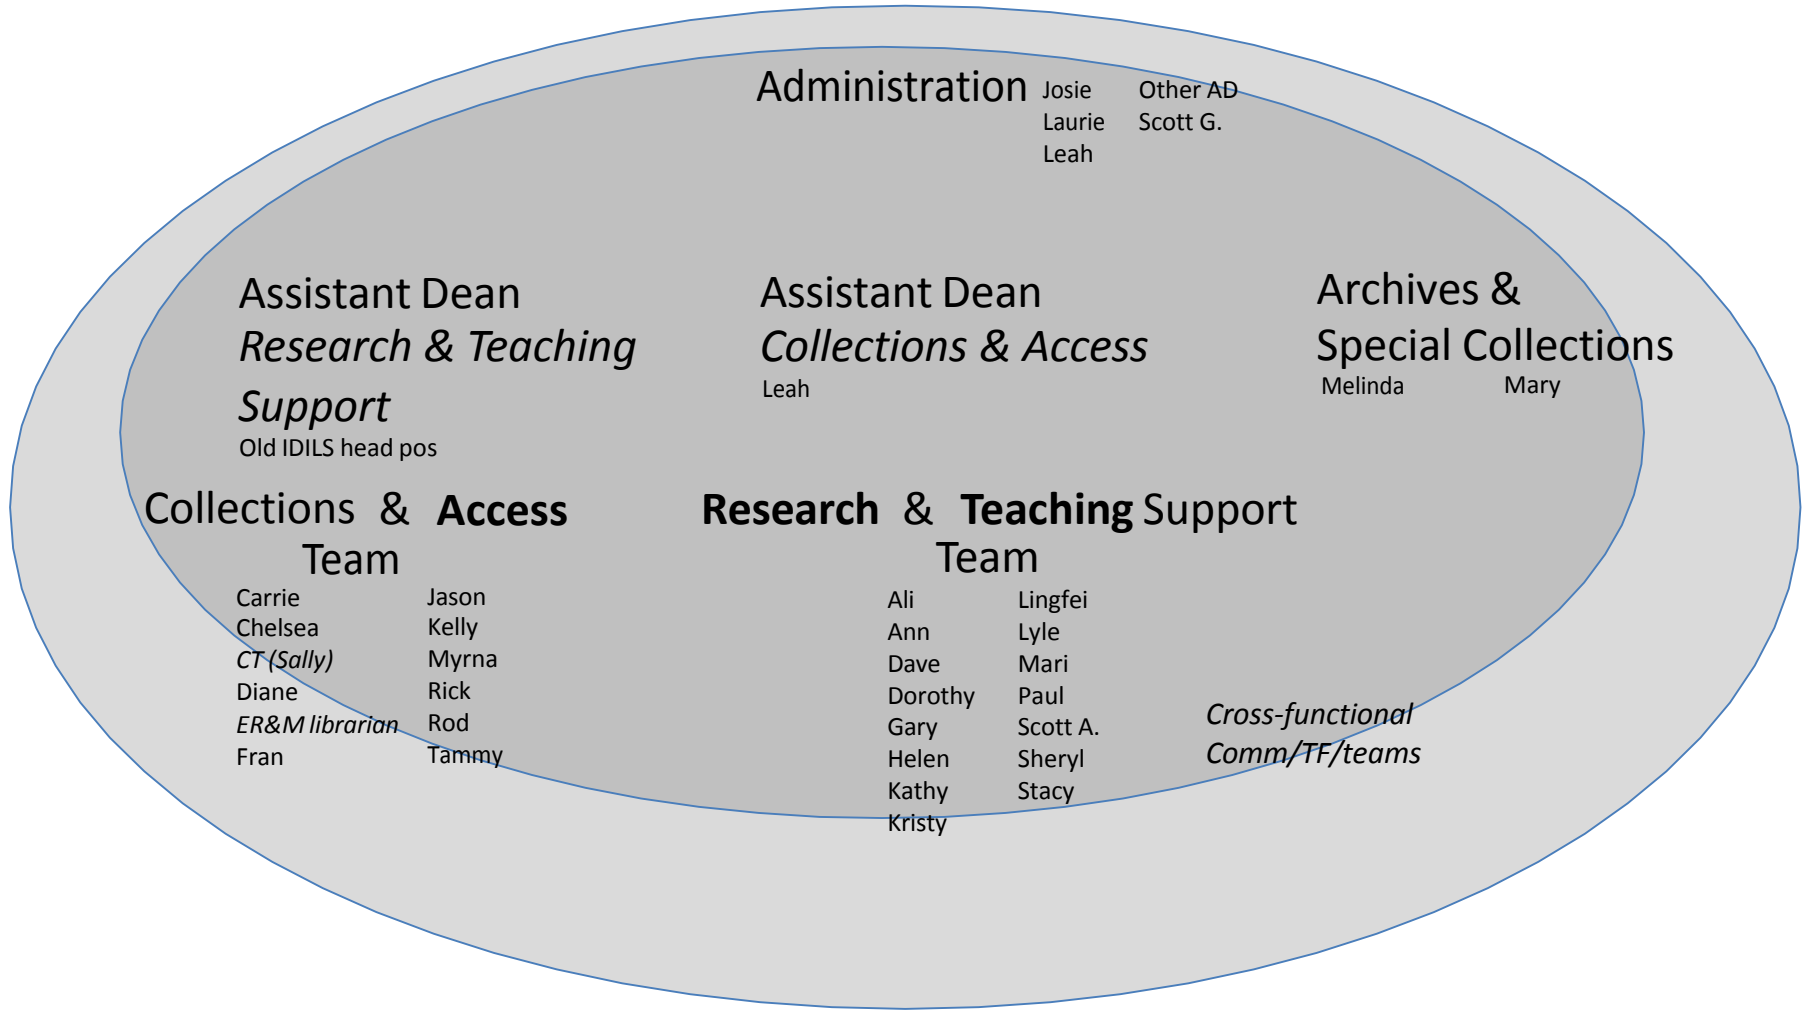 Administration
Josie
Laurie
Leah
Other AD
Scott G.
Assistant Dean
Research & Teaching
Support
Old IDILS head pos
Assistant Dean
Collections & Access
Leah
Archives &
Special Collections
Melinda Mary
Collections & Access
Team
Carrie
Chelsea
CT (Sally)
Diane
ER&M librarian
Fran
Jason
Kelly
Myrna
Rick
Rod
Tammy
Research & Teaching Support
Team
Ali
Ann
Dave
Dorothy
Gary
Helen
Kathy
Kristy
Lingfei
Lyle
Mari
Paul
Scott A.
Sheryl
Stacy
Cross-functional
Comm/TF/teams